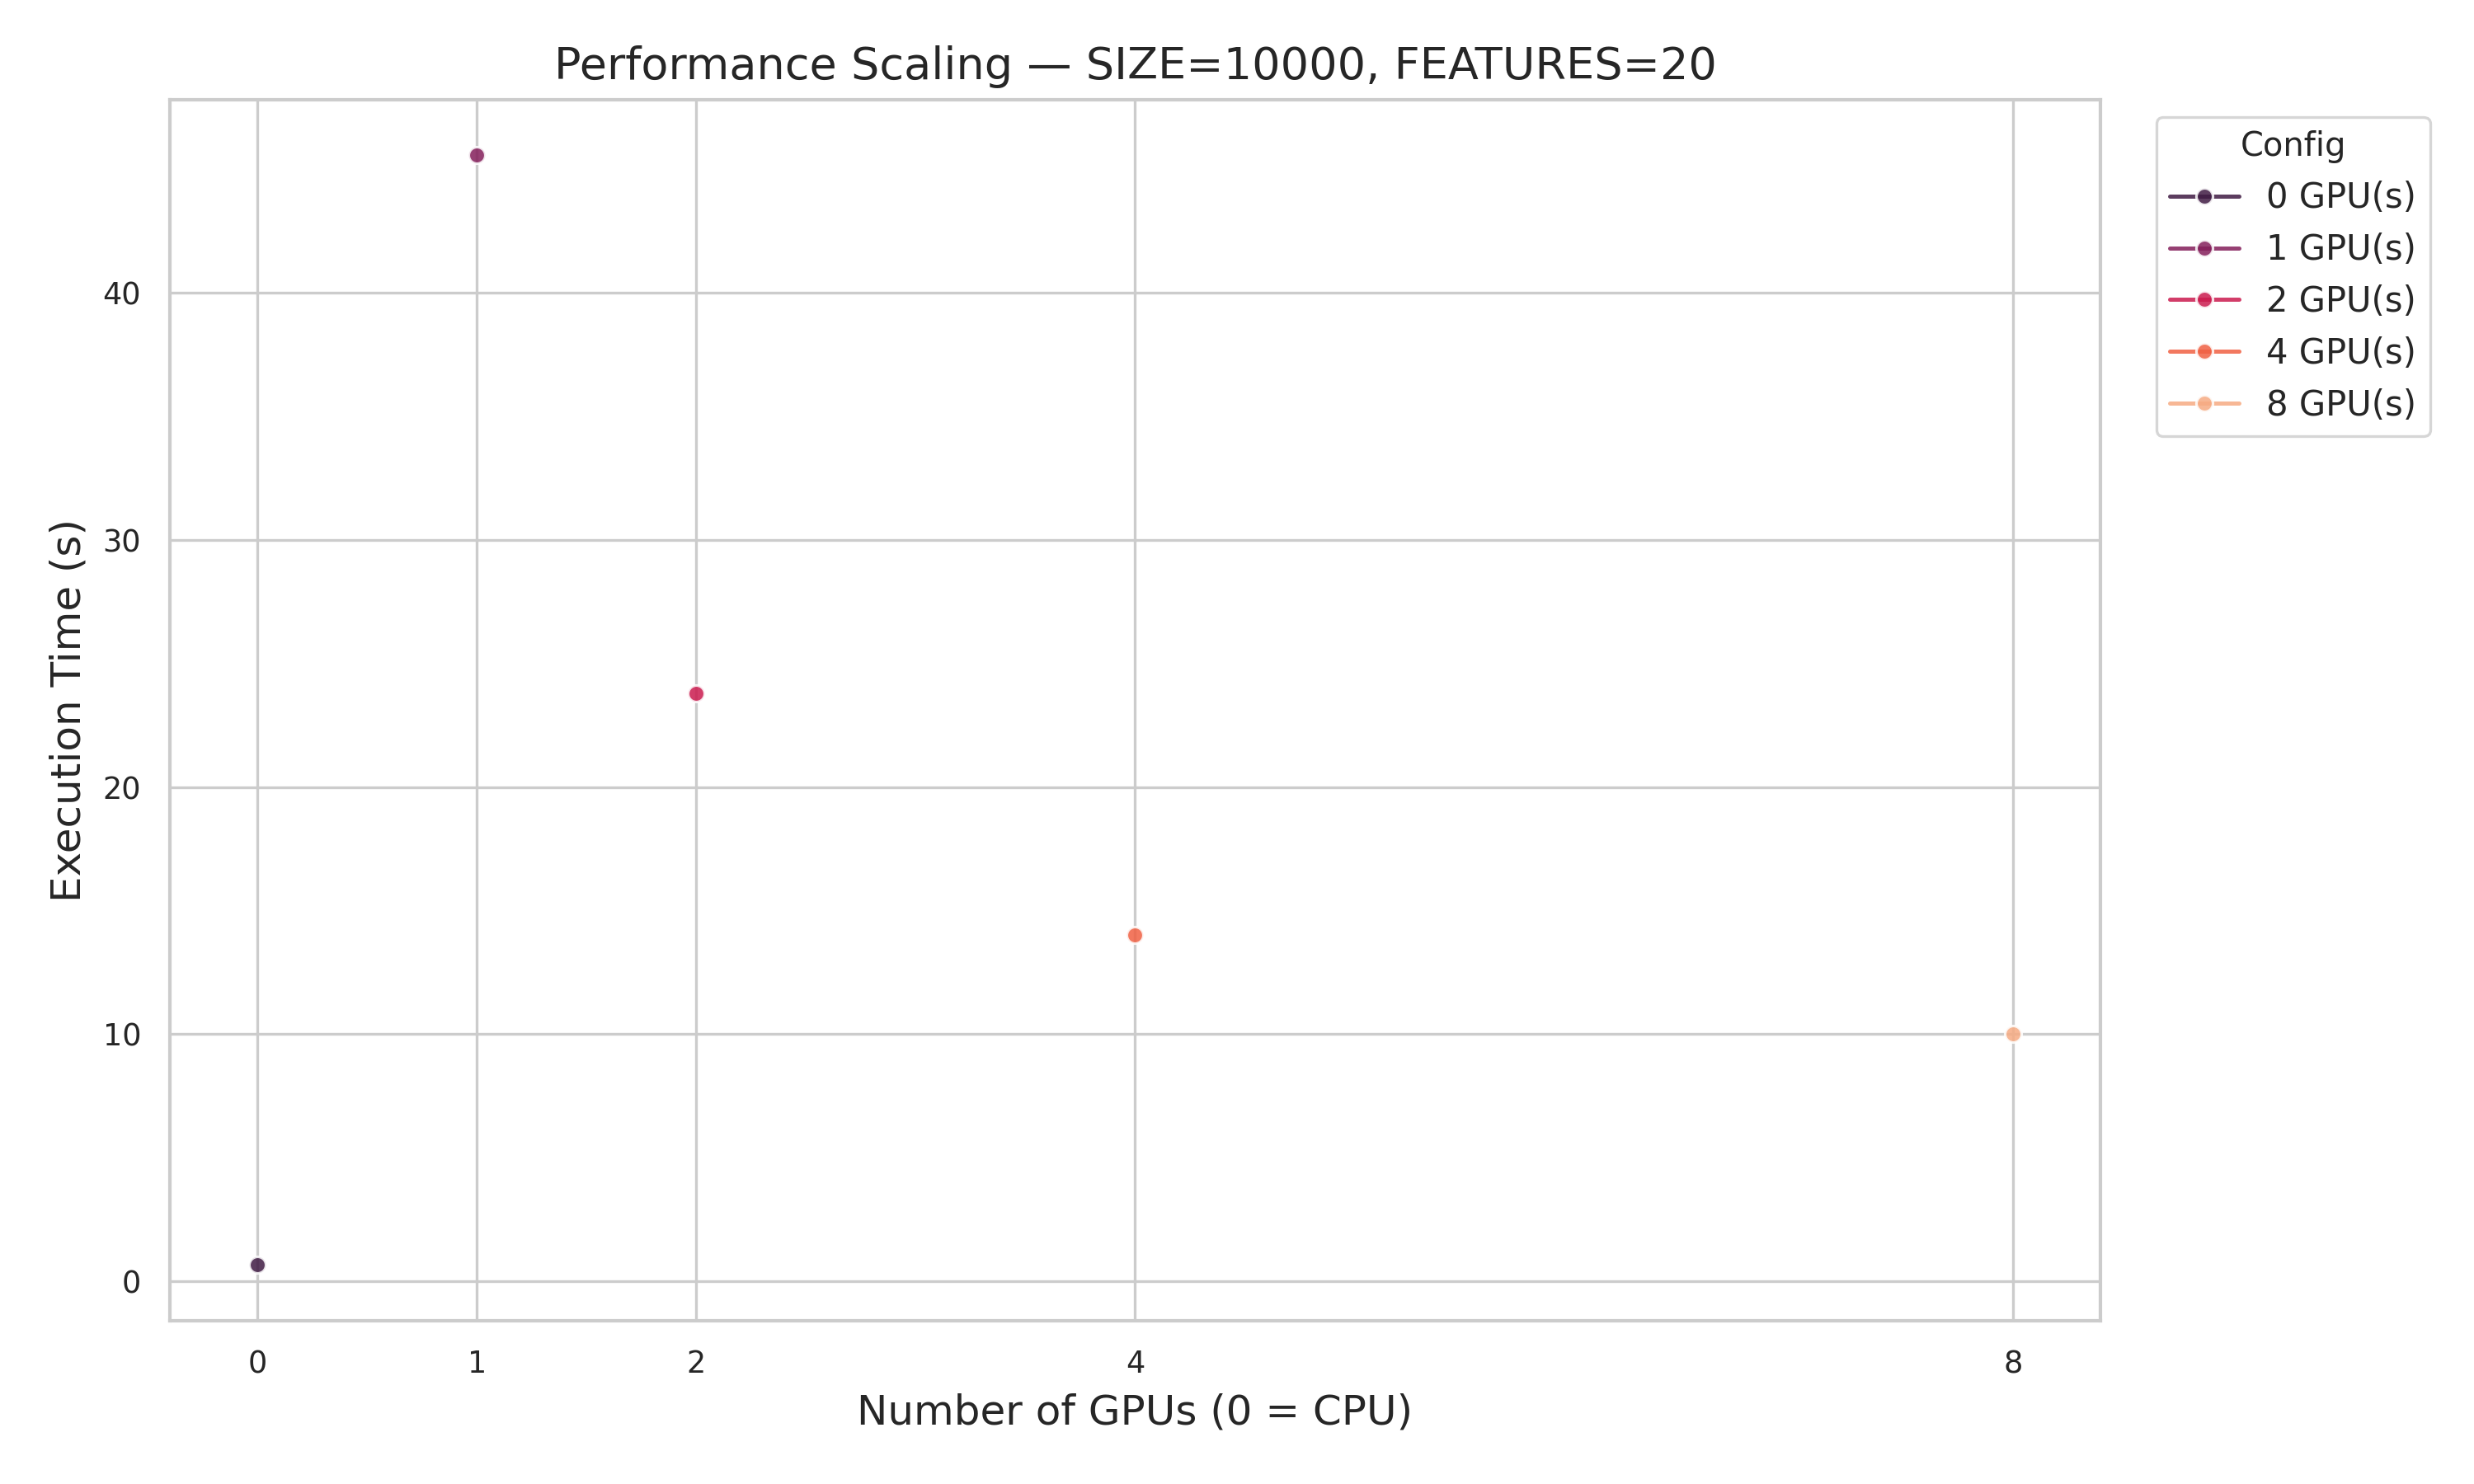 Performance Scaling — SIZE=10000, FEATURES=20
Config
0 GPU(s)
1 GPU(s)
2 GPU(s)
4 GPU(s)
8 GPU(s)
Execution Time (s)
40
30
20
10
0
0 1 2 4 8
Number of GPUs (0 = CPU)